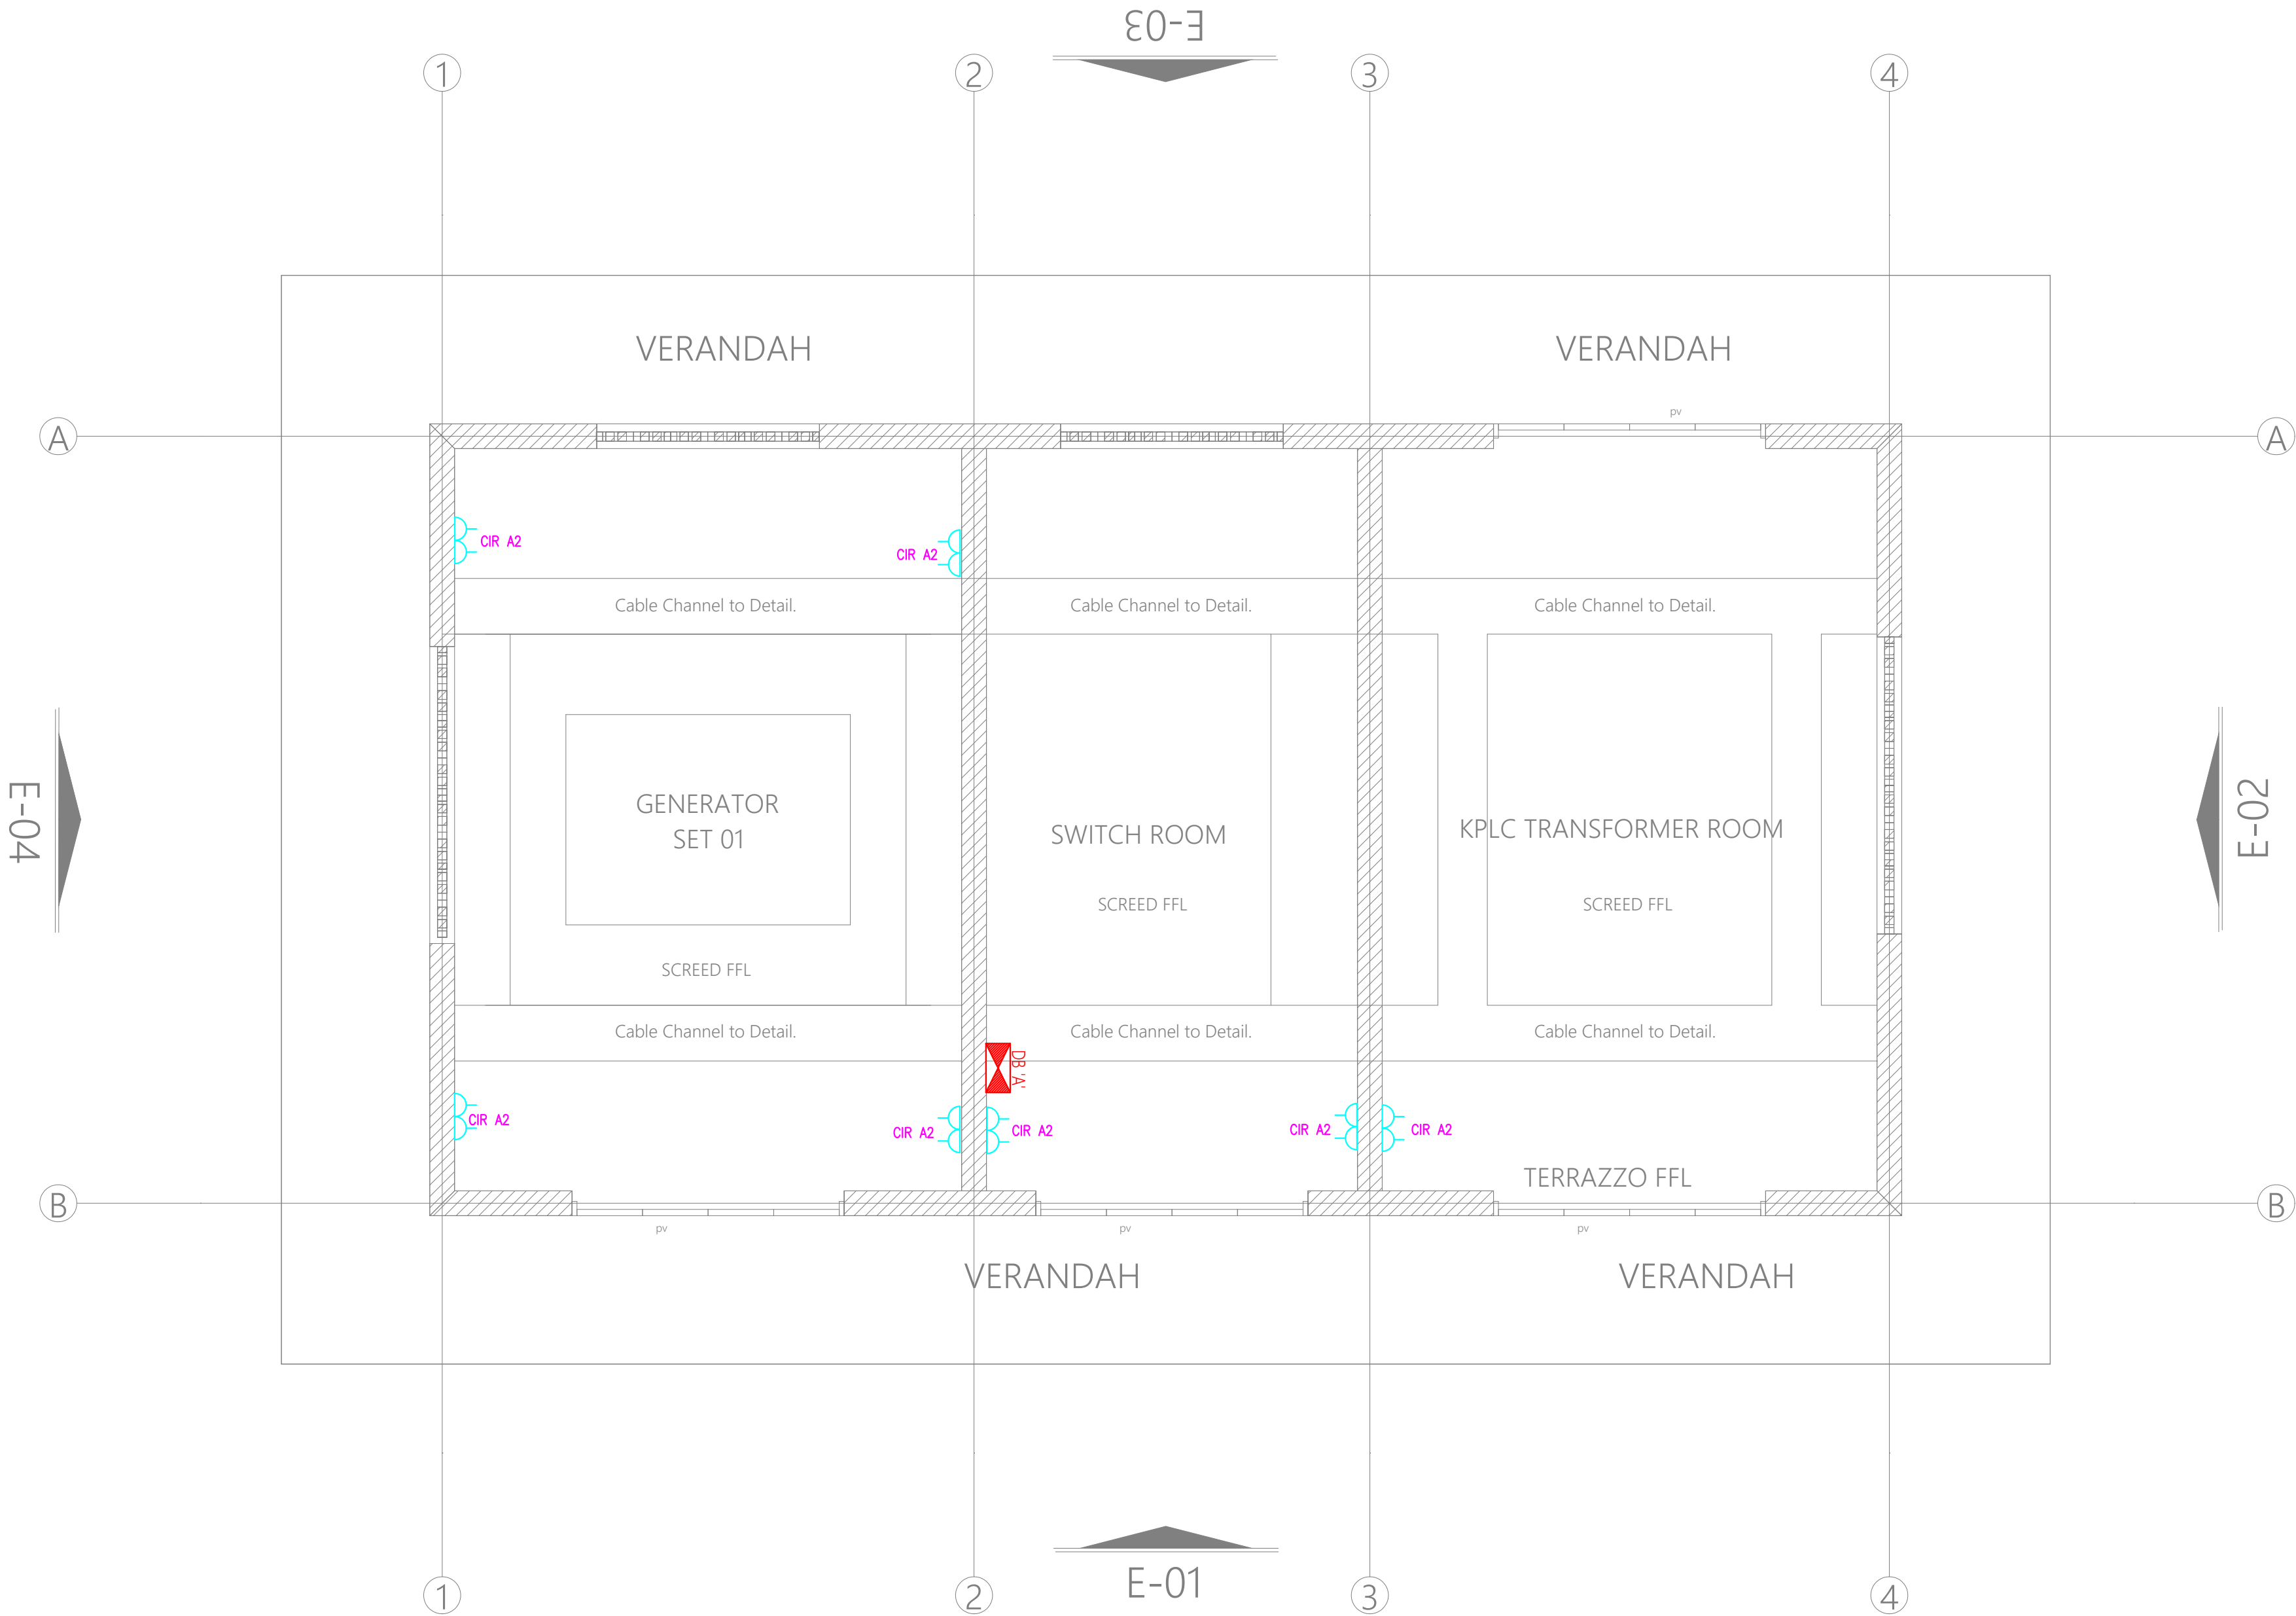 E-03
1
2
3
4
VERANDAH
VERANDAH
pv
A
A
CIR A2
CIR A2
Cable Channel to Detail.
Cable Channel to Detail.
Cable Channel to Detail.
GENERATOR
SET 01
SWITCH ROOM
KPLC TRANSFORMER ROOM
E-04
E-02
SCREED FFL
SCREED FFL
SCREED FFL
Cable Channel to Detail.
Cable Channel to Detail.
Cable Channel to Detail.
DB 'A'
CIR A2
CIR A2
CIR A2
CIR A2
CIR A2
TERRAZZO FFL
B
B
pv
pv
pv
VERANDAH
VERANDAH
E-01
1
2
3
4